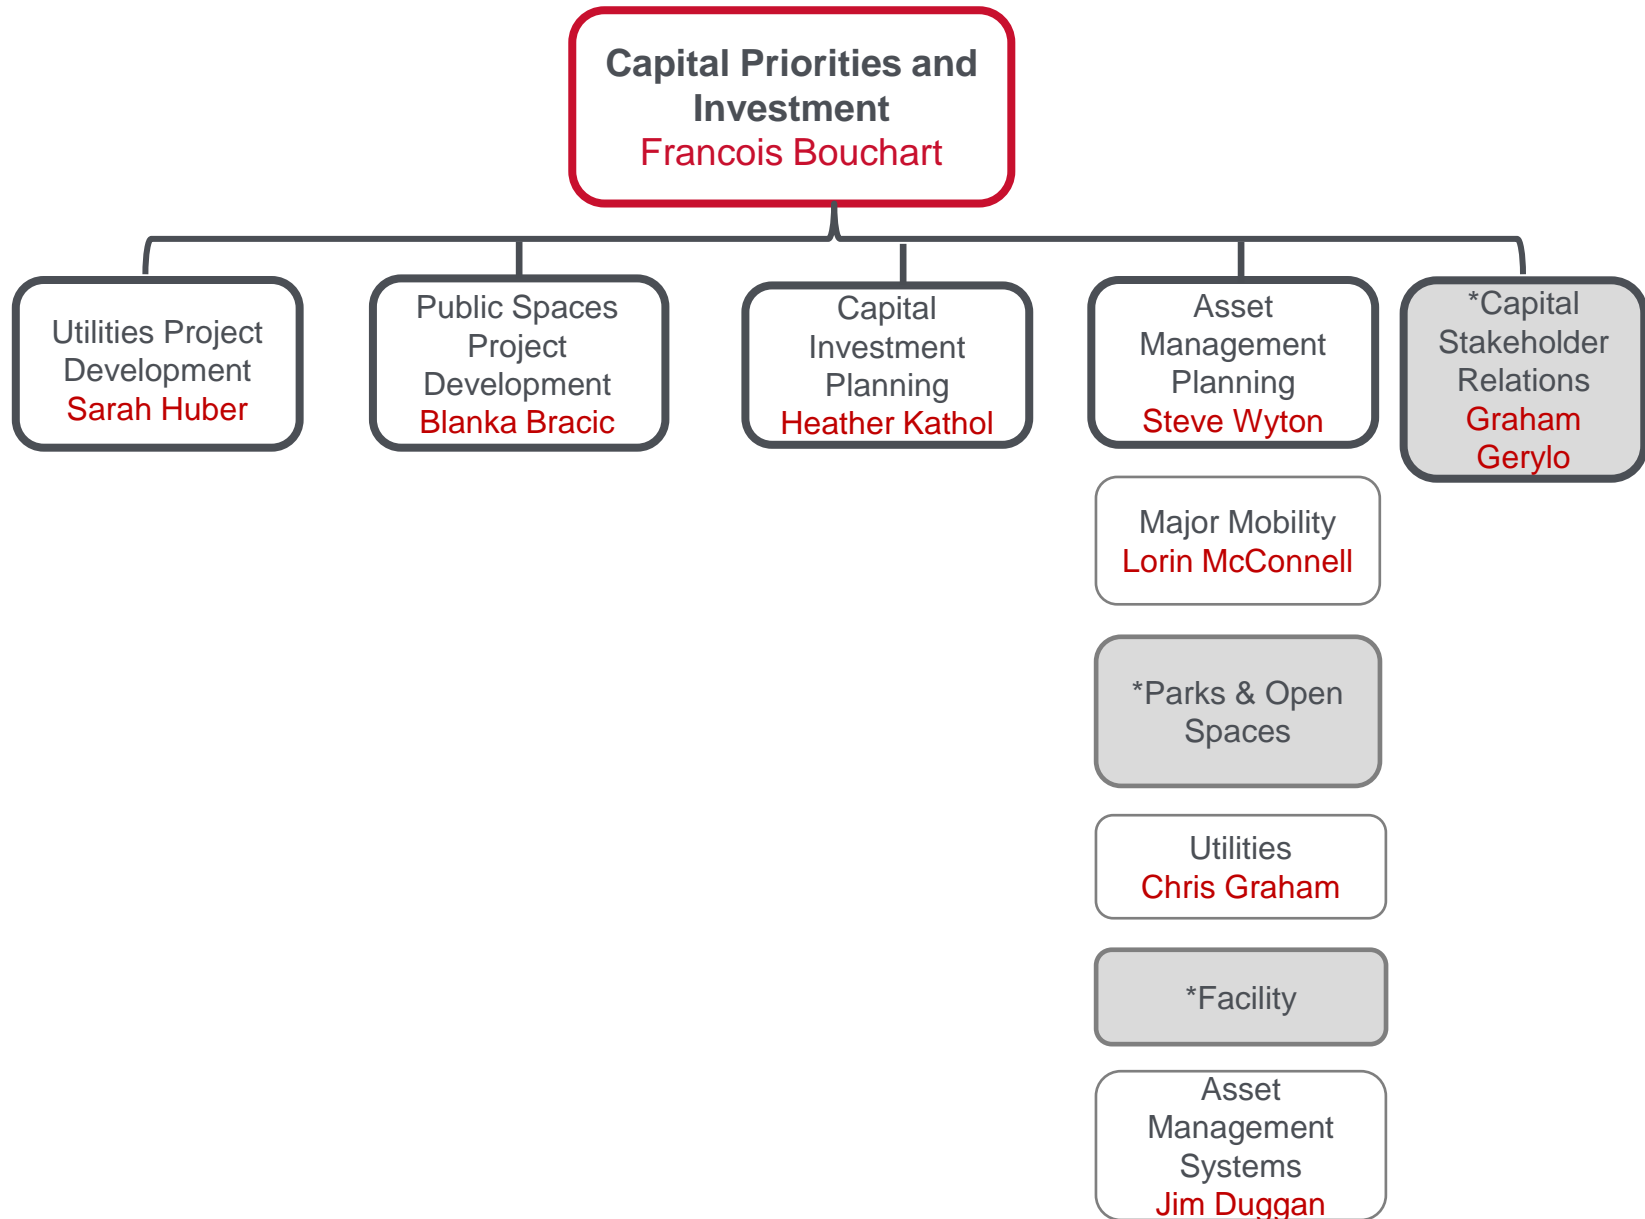 Capital Priorities and
Investment
Francois Bouchart
Utilities Project
Development
Sarah Huber
Public Spaces
Project
Development
Blanka Bracic
Capital
Investment
Planning
Heather Kathol
Asset
Management
Planning
Steve Wyton
*Capital
Stakeholder
Relations
Graham
Gerylo
Major Mobility
Lorin McConnell
*Parks & Open
Spaces
Utilities
Chris Graham
*Facility
Asset
Management
Systems
Jim Duggan